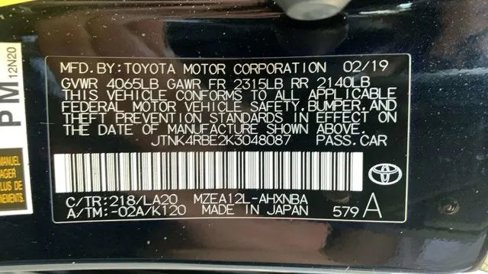 PM
12N20
MFD.BY:TOYOTA MOTOR CORPORATION 02/19
GVWR 4065LB GAWR FR 2315LB RR 2140LB
THIS VEHICLE CONFORMS TO ALL APPLICABLE
FEDERAL MOTOR VEHICLE SAFETY, BUMPER, AND
THEFT PREVENTION STANDARDS IN EFFECT ON
THE DATE OF MANUFACTURE SHOWN ABOVE.
JTNK4RBE2K3048087 PASS.CAR
C/TR:218/LA20 MZEA12L-AHXNBA
A/TM:-02A/K120 MADE IN JAPAN 579 A
MANUEL